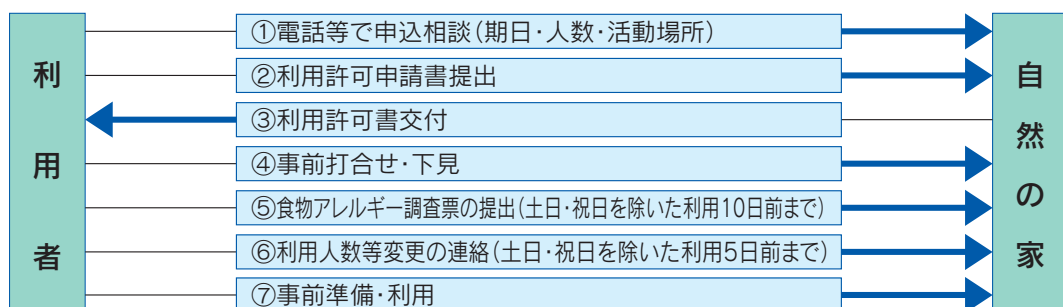 利用者
①電話等で申込相談(期日･人数･活動場所)
②利用許可申請書提出
③利用許可書交付
④事前打合せ･下見
⑤食物アレルギー調査票の提出(土日･祝日を除いた利用10日前まで)
⑥利用人数等変更の連絡(土日･祝日を除いた利用5日前まで)
⑦事前準備･利用
自然の家